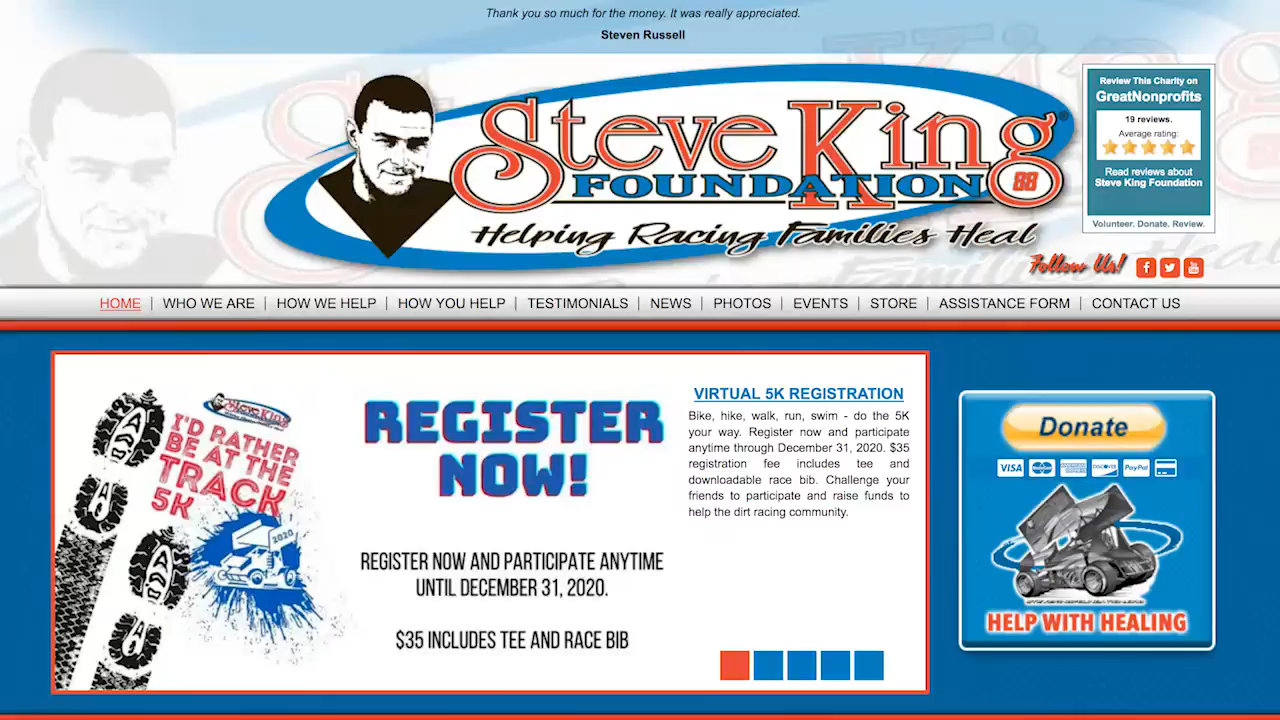 Thank you so much for the money. It was really appreciated.
Steven Russell
Steve King®
FOUNDATION 88
Helping Racing Families Heal
Review This Charity on
GreatNonprofits
19 reviews.
Average rating:
Read reviews about
Steve King Foundation
Volunteer. Donate. Review.
Follow Us!
HOME | WHO WE ARE | HOW WE HELP | HOW YOU HELP | TESTIMONIALS | NEWS | PHOTOS | EVENTS | STORE | ASSISTANCE FORM | CONTACT US
Steve King
I'D RATHER
BE AT THE
TRACK
5K
2020
REGISTER
NOW!
REGISTER NOW AND PARTICIPATE ANYTIME
UNTIL DECEMBER 31, 2020.
$35 INCLUDES TEE AND RACE BIB
VIRTUAL 5K REGISTRATION
Bike, hike, walk, run, swim - do the 5K
your way. Register now and participate
anytime through December 31, 2020. $35
registration fee includes tee and
downloadable race bib. Challenge your
friends to participate and raise funds to
help the dirt racing community.
Donate
VISA DISCOVER PayPal
HELP WITH HEALING